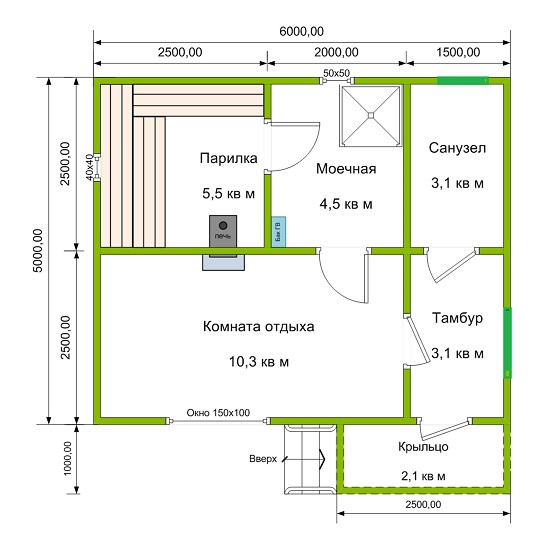 6000,00
2500,00
2000,00
1500,00
50x50
40x40
2500,00
5000,00
2500,00
1000,00
Парилка
5,5 кв м
Моечная
4,5 кв м
Санузел
3,1 кв м
печь
Бак ГВ
Комната отдыха
10,3 кв м
Тамбур
3,1 кв м
Окно 150x100
Крыльцо
2,1 кв м
Вверх
2500,00